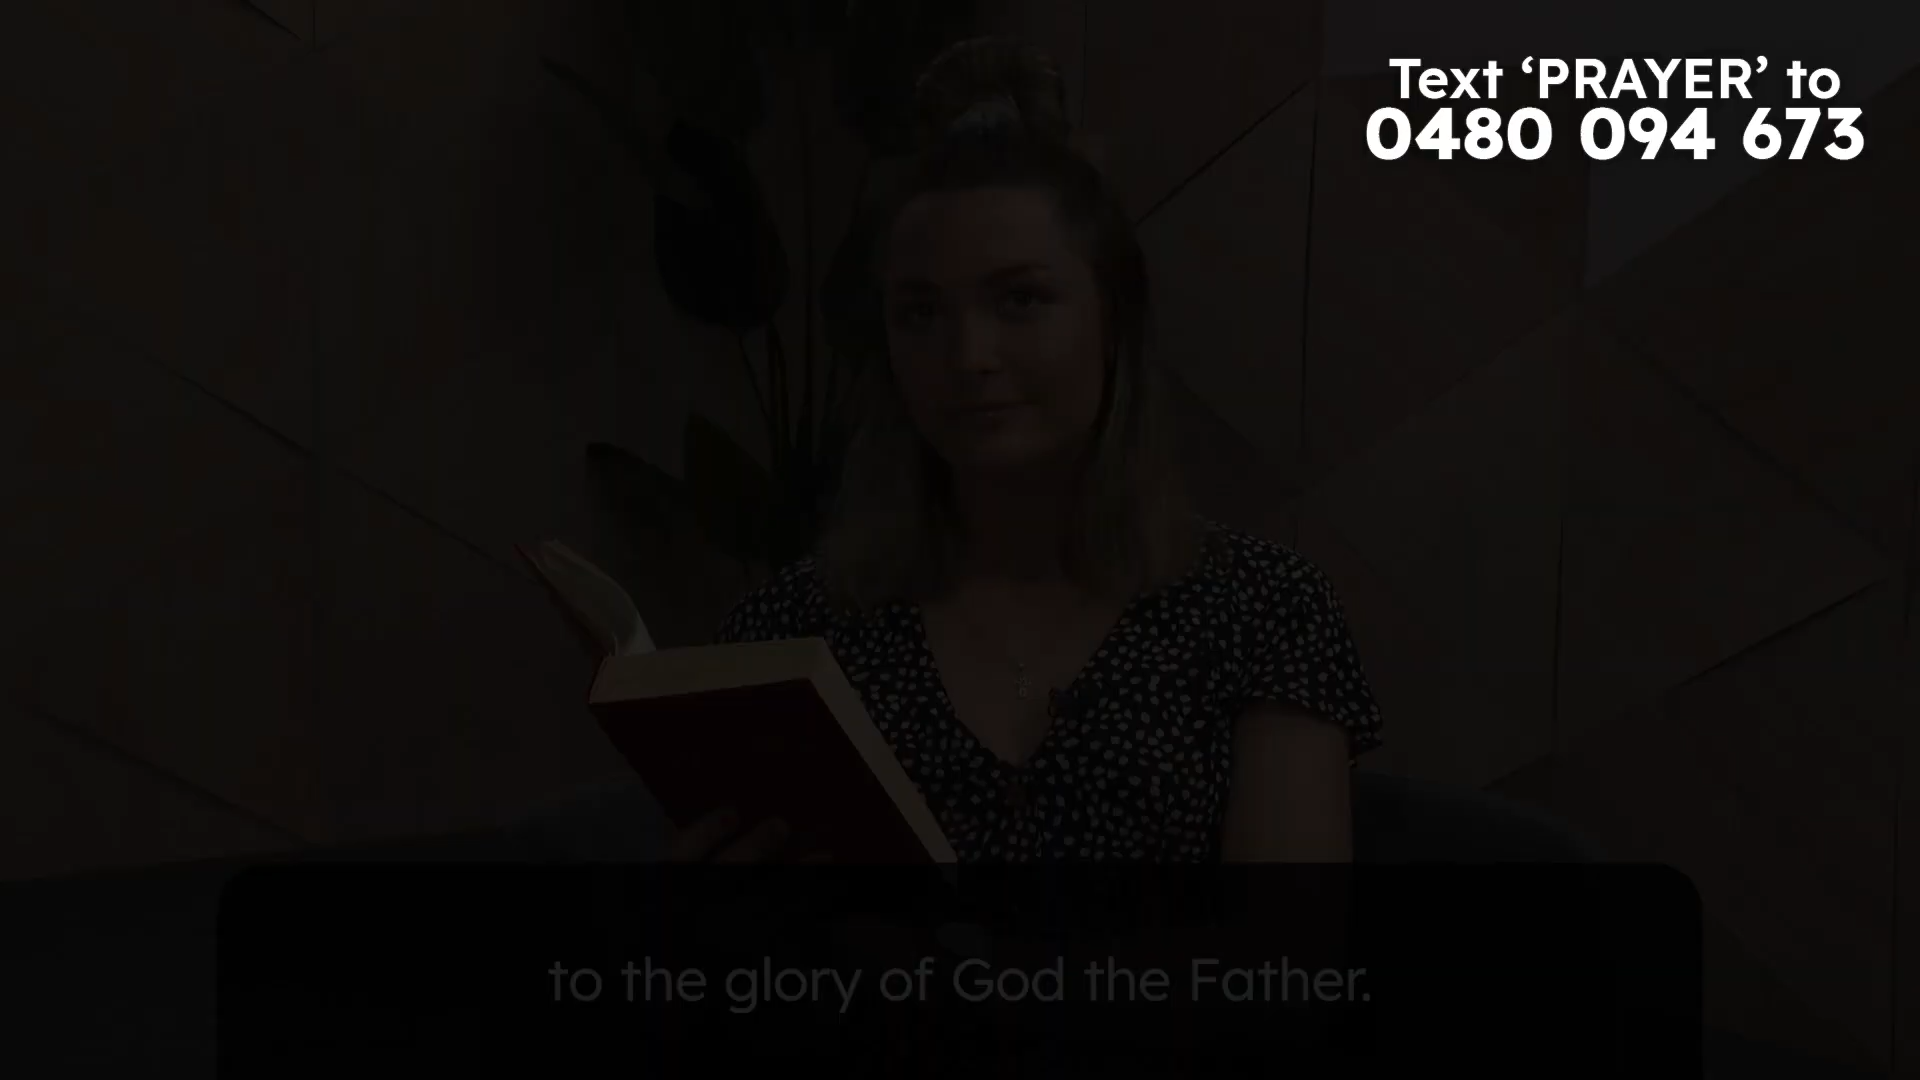 Text ‘PRAYER’ to
0480 094 673
to the glory of God the Father.